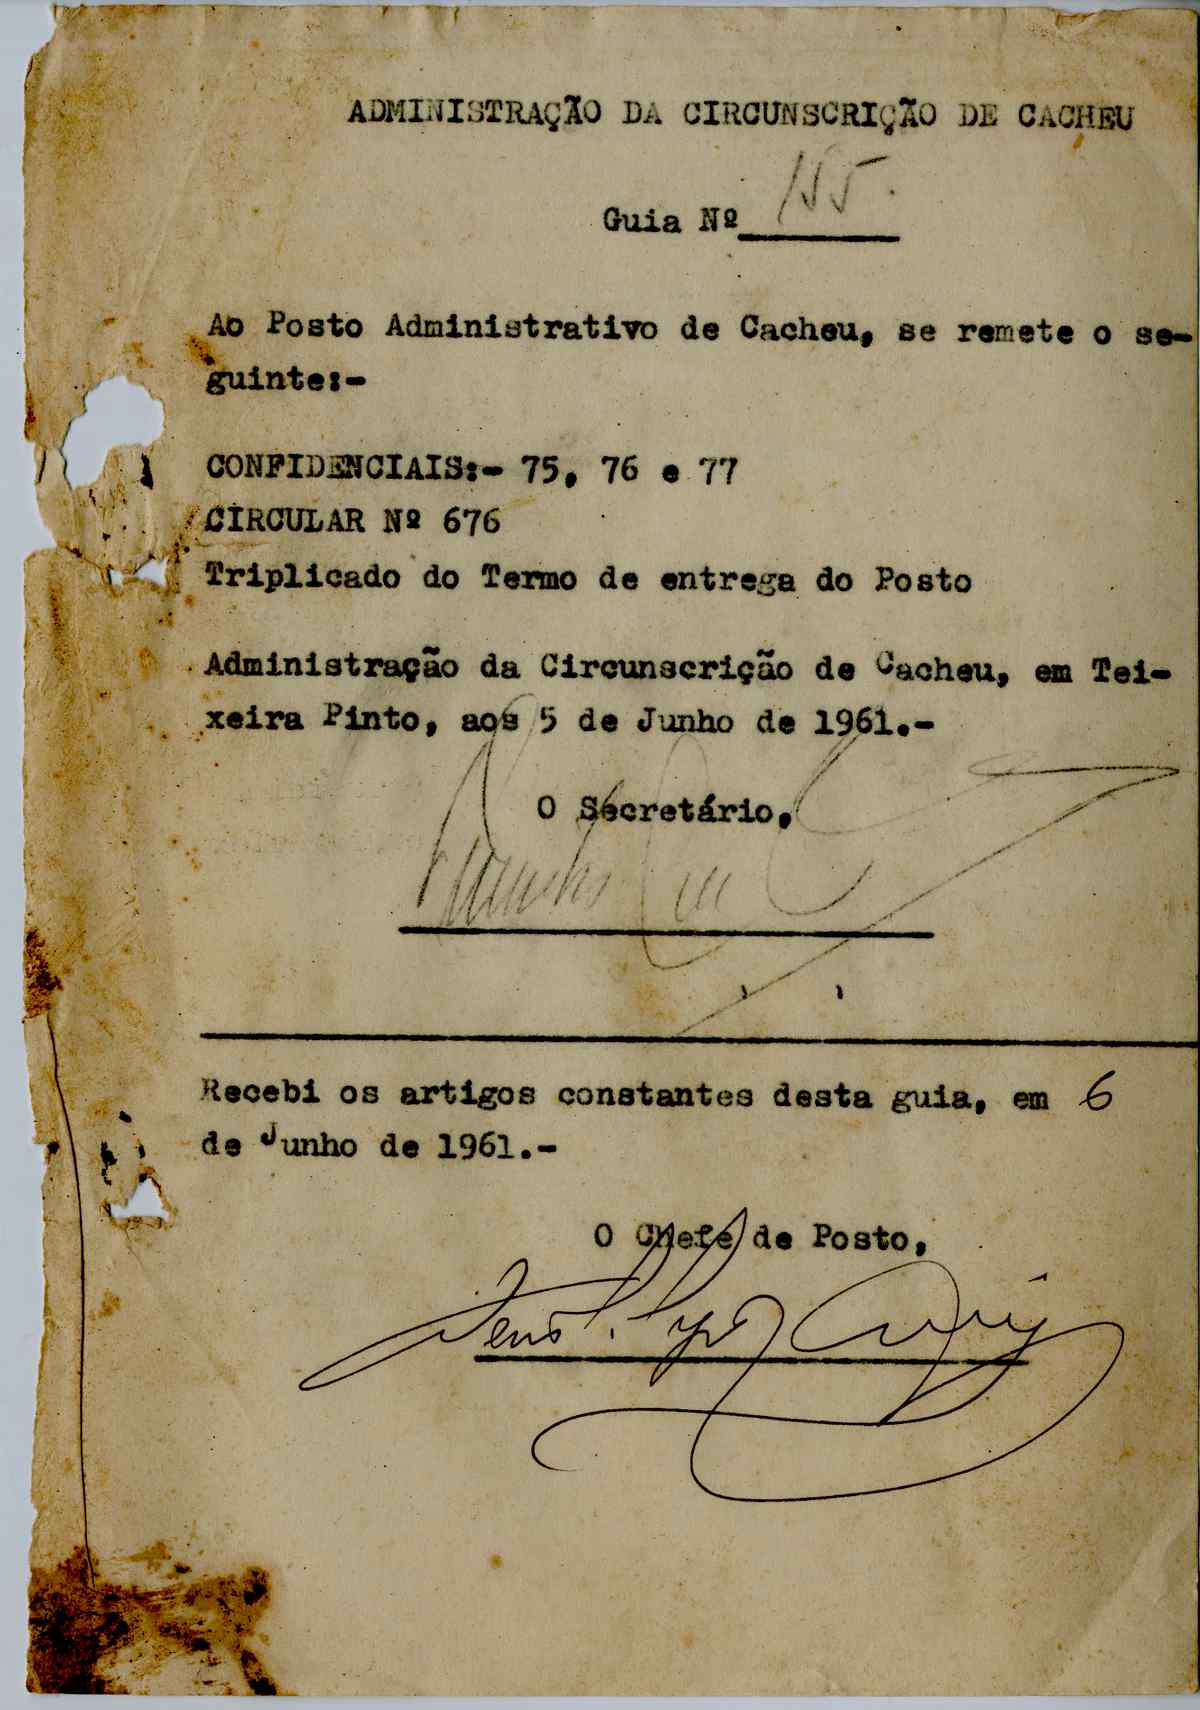 ADMINISTRAÇÃO DA CIRCUNSCRIÇÃO DE CACHEU
Guia Nº 155.
Ao Posto Administrativo de Cacheu, se remete o se-
guinte:-
CONFIDENCIAIS:- 75, 76 e 77
CIRCULAR Nº 676
Triplicado do Termo de entrega do Posto
Administração da Circunscrição de Cacheu, em Tei-
xeira Pinto, aos 5 de Junho de 1961.-
O Secretário,
Recebi os artigos constantes desta guia, em 6
de Junho de 1961.-
O Chefe de Posto,